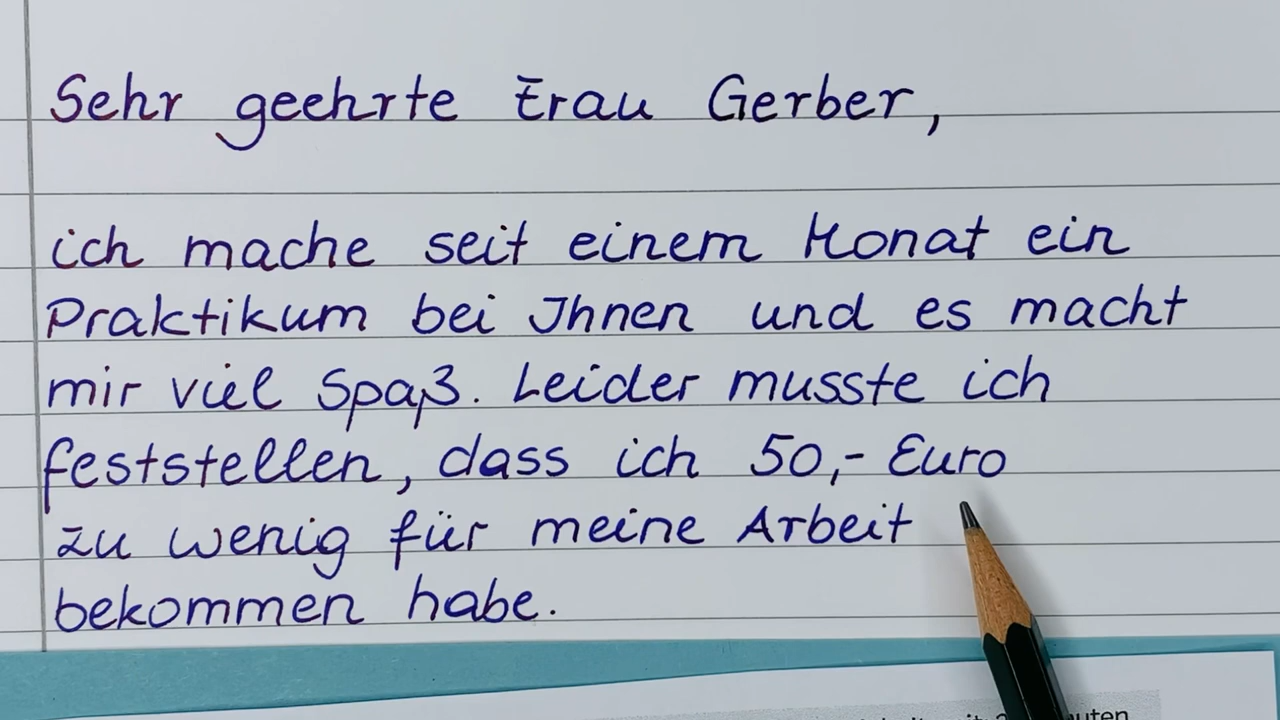 Sehr geehrte Frau Gerber,
ich mache seit einem Monat ein
Praktikum bei Ihnen und es macht
mir viel Spaß. Leider musste ich
feststellen, dass ich 50,- Euro
zu wenig für meine Arbeit
bekommen habe.